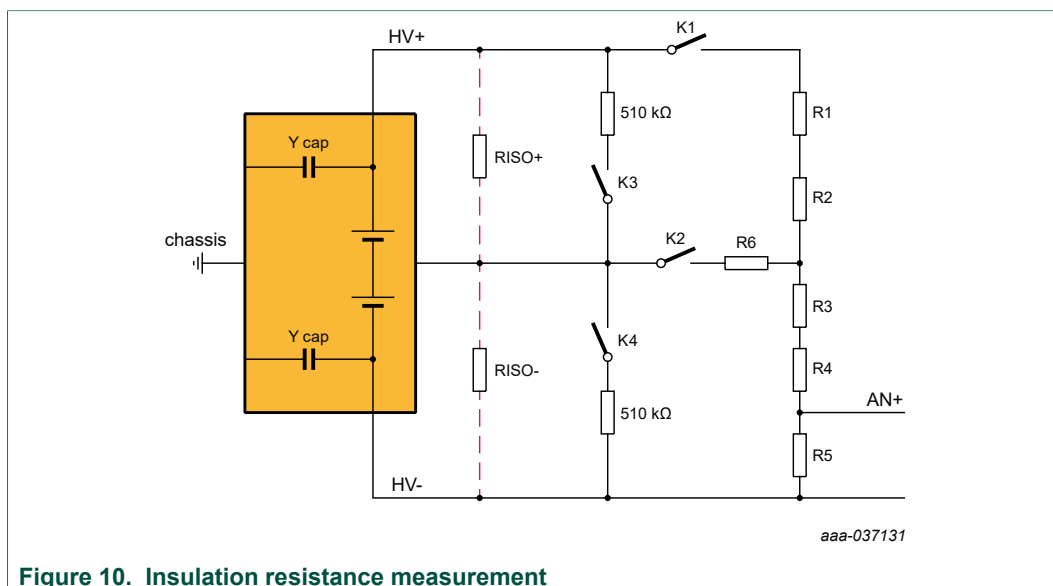 HV+
K1
Y cap
RISO+
510 kΩ
R1
K3
R2
chassis
K2
R6
R3
Y cap
K4
RISO-
R4
510 kΩ
AN+
R5
HV-
aaa-037131
Figure 10. Insulation resistance measurement